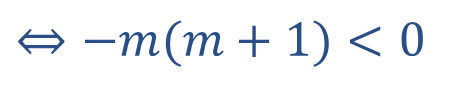 ⇔ −𝑚(𝑚 + 1) < 0